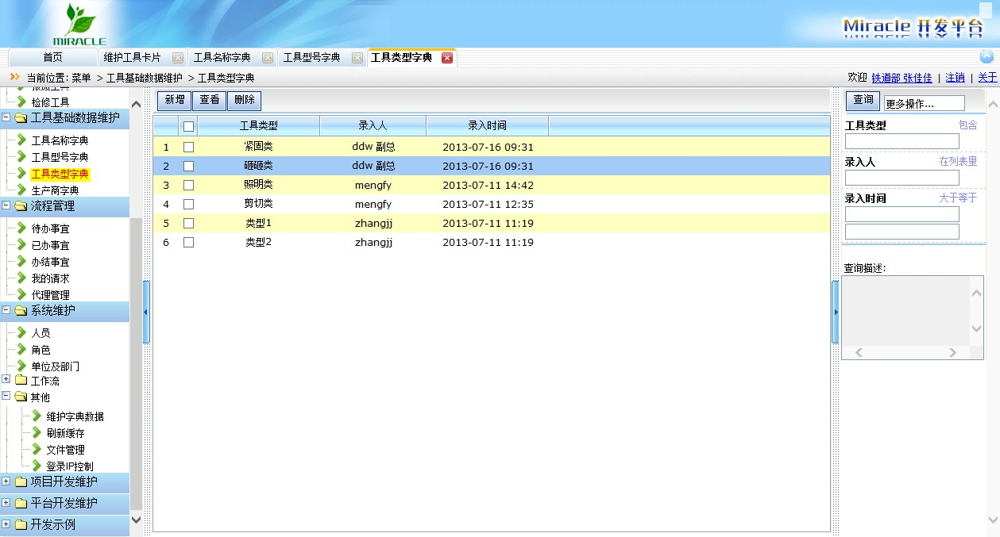 MIRACLE
Miracle 开发平台
首页 维护工具卡片 工具名称字典 工具型号字典 工具类型字典
当前位置: 菜单 > 工具基础数据维护 > 工具类型字典
欢迎 铁道部 张佳佳 | 注销 | 关于
检修工具
工具基础数据维护
工具名称字典
工具型号字典
工具类型字典
生产商字典
流程管理
待办事宜
已办事宜
办结事宜
我的请求
代理管理
系统维护
人员
角色
单位及部门
工作流
其他
维护字典数据
刷新缓存
文件管理
登录IP控制
项目开发维护
平台开发维护
开发示例
新增 查看 删除
工具类型 录入人 录入时间
1 紧固类 ddw 副总 2013-07-16 09:31
2 砸砸类 ddw 副总 2013-07-16 09:31
3 照明类 mengfy 2013-07-11 14:42
4 剪切类 mengfy 2013-07-11 12:35
5 类型1 zhangjj 2013-07-11 11:19
6 类型2 zhangjj 2013-07-11 11:19
查询 更多操作...
工具类型 包含
录入人 在列表里
录入时间 大于等于
查询描述: